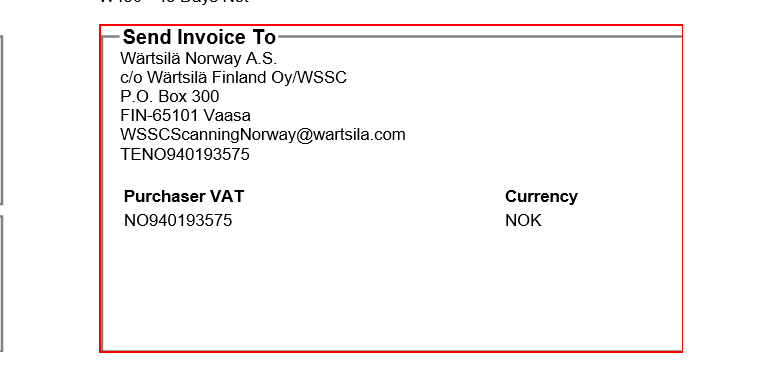 Send Invoice To
Wärtsilä Norway A.S.
c/o Wärtsilä Finland Oy/WSSC
P.O. Box 300
FIN-65101 Vaasa
WSSCScanningNorway@wartsila.com
TENO940193575
Purchaser VAT Currency
NO940193575 NOK